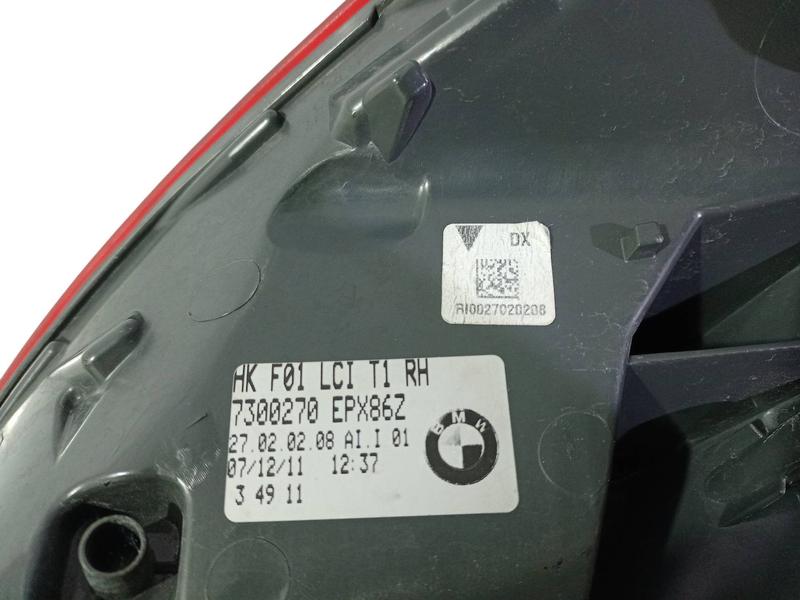 DX
RI0027020208
HK F01 LCI T1 RH
7300270 EPX86Z
27.02.02.08 AI.I 01
07/12/11 12:37
3 49 11
BMW